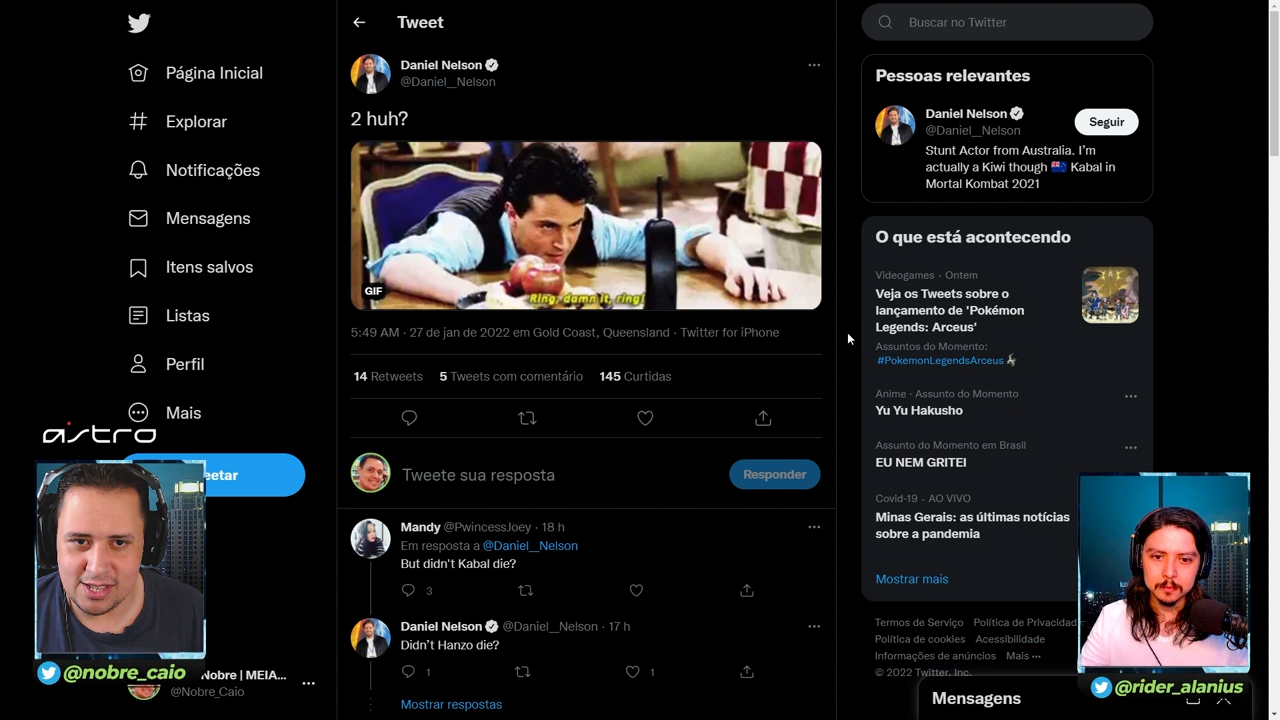 Página Inicial
Explorar
Notificações
Mensagens
Itens salvos
Listas
Perfil
Mais
astro
etar
@nobre_caio
Nobre | MEIA...
@Nobre_Caio
Tweet
Daniel Nelson
@Daniel__Nelson
2 huh?
Ring, damn it, ring!
GIF
5:49 AM · 27 de jan de 2022 em Gold Coast, Queensland · Twitter for iPhone
14 Retweets 5 Tweets com comentário 145 Curtidas
Tweete sua resposta
Responder
Mandy @PwincessJoey · 18 h
Em resposta a @Daniel__Nelson
But didn't Kabal die?
3
Daniel Nelson @Daniel__Nelson · 17 h
Didn't Hanzo die?
1 1
Mostrar respostas
Buscar no Twitter
Pessoas relevantes
Daniel Nelson
@Daniel__Nelson
Seguir
Stunt Actor from Australia. I'm
actually a Kiwi though 🇳🇿 Kabal in
Mortal Kombat 2021
O que está acontecendo
Videogames · Ontem
Veja os Tweets sobre o
lançamento de 'Pokémon
Legends: Arceus'
Assuntos do Momento:
#PokemonLegendsArceus
Anime · Assunto do Momento
Yu Yu Hakusho
Assunto do Momento em Brasil
EU NEM GRITEI
Covid-19 · AO VIVO
Minas Gerais: as últimas notícias
sobre a pandemia
Mostrar mais
Termos de Serviço Política de Privacidad
Política de cookies Acessibilidade
Informações de anúncios Mais ···
© 2022 Twitter, Inc.
@rider_alanius
Mensagens